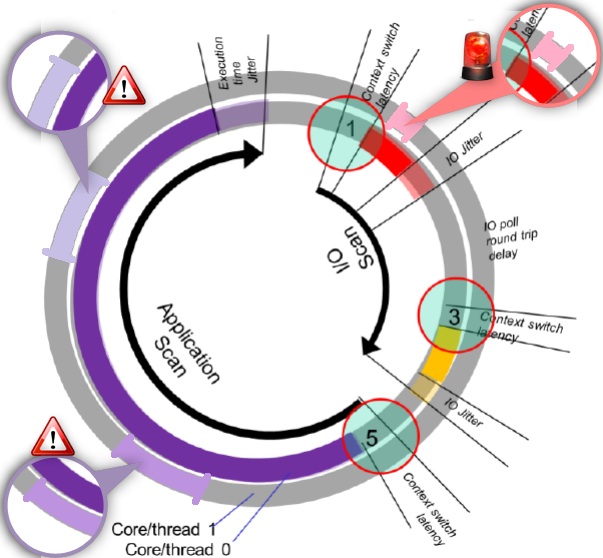 Execution
time
Jitter
Context switch
latency
latency
1
IO Jitter
I/O
Scan
IO poll
round trip
delay
3
Context switch
latency
Application
Scan
IO Jitter
5
Context switch
latency
Core/thread 1
Core/thread 0
!
!